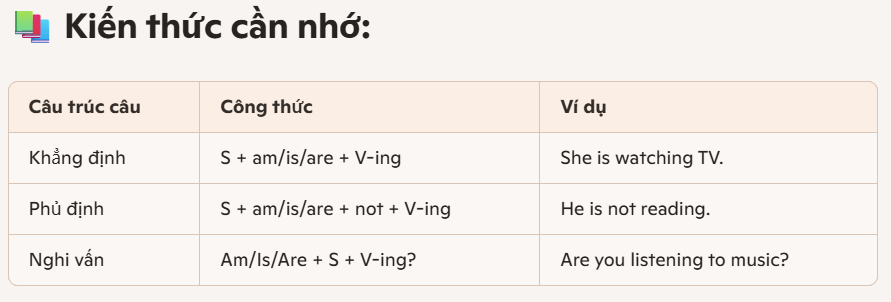 Kiến thức cần nhớ:
Câu trúc câu Công thức Ví dụ
Khẳng định S + am/is/are + V-ing She is watching TV.
Phủ định S + am/is/are + not + V-ing He is not reading.
Nghi vấn Am/Is/Are + S + V-ing? Are you listening to music?